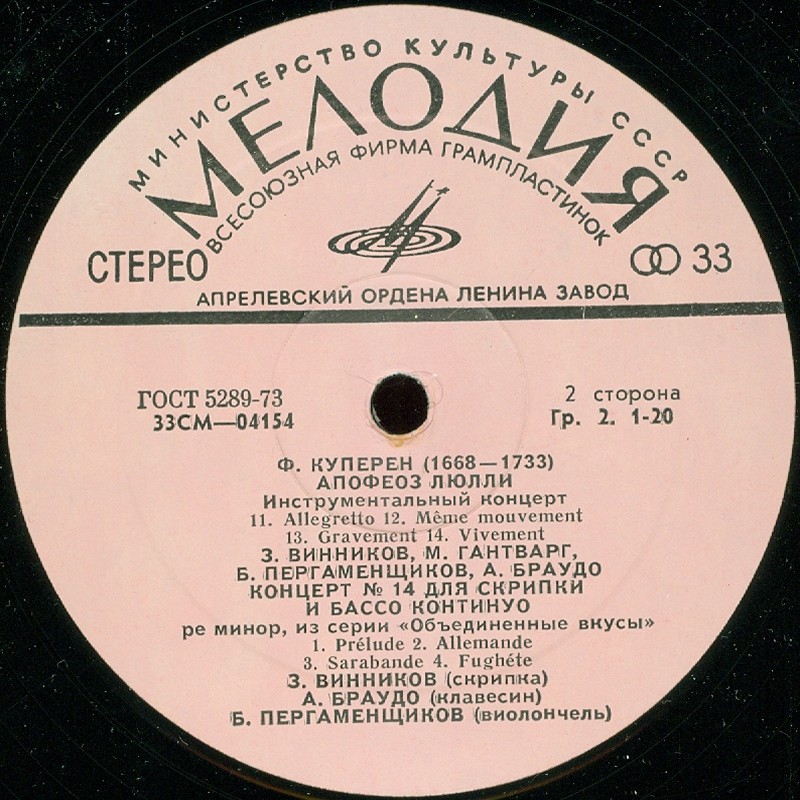 МИНИСТЕРСТВО КУЛЬТУРЫ СССР
МЕЛОДИЯ
ВСЕСОЮЗНАЯ ФИРМА ГРАМПЛАСТИНОК
СТЕРЕО
33
АПРЕЛЕВСКИЙ ОРДЕНА ЛЕНИНА ЗАВОД
ГОСТ 5289-73
2 сторона
33СМ—04154
Гр. 2. 1-20
Ф. КУПЕРЕН (1668—1733)
АПОФЕОЗ ЛЮЛЛИ
Инструментальный концерт
11. Allegretto 12. Même mouvement
13. Gravement 14. Vivement
З. ВИННИКОВ, М. ГАНТВАРГ,
Б. ПЕРГАМЕНЩИКОВ, А. БРАУДО
КОНЦЕРТ № 14 ДЛЯ СКРИПКИ
И БАССО КОНТИНУО
ре минор, из серии «Объединенные вкусы»
1. Prélude 2. Allemande
3. Sarabande 4. Fughéte
З. ВИННИКОВ (скрипка)
А. БРАУДО (клавесин)
Б. ПЕРГАМЕНЩИКОВ (виолончель)